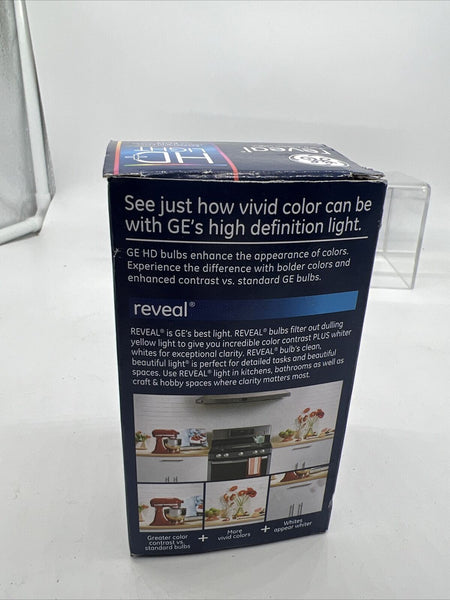 reveal
HD
LIGHT
See just how vivid color can be
with GE's high definition light.
GE HD bulbs enhance the appearance of colors.
Experience the difference with bolder colors and
enhanced contrast vs. standard GE bulbs.
reveal®
REVEAL® is GE's best light. REVEAL® bulbs filter out dulling
yellow light to give you incredible color contrast PLUS whiter
whites for exceptional clarity. REVEAL® bulb's clean,
beautiful light® is perfect for detailed tasks and beautiful
spaces. Use REVEAL® light in kitchens, bathrooms as well as
craft & hobby spaces where clarity matters most.
Greater color
contrast vs.
standard bulbs
+
More
vivid colors
+
Whites
appear whiter